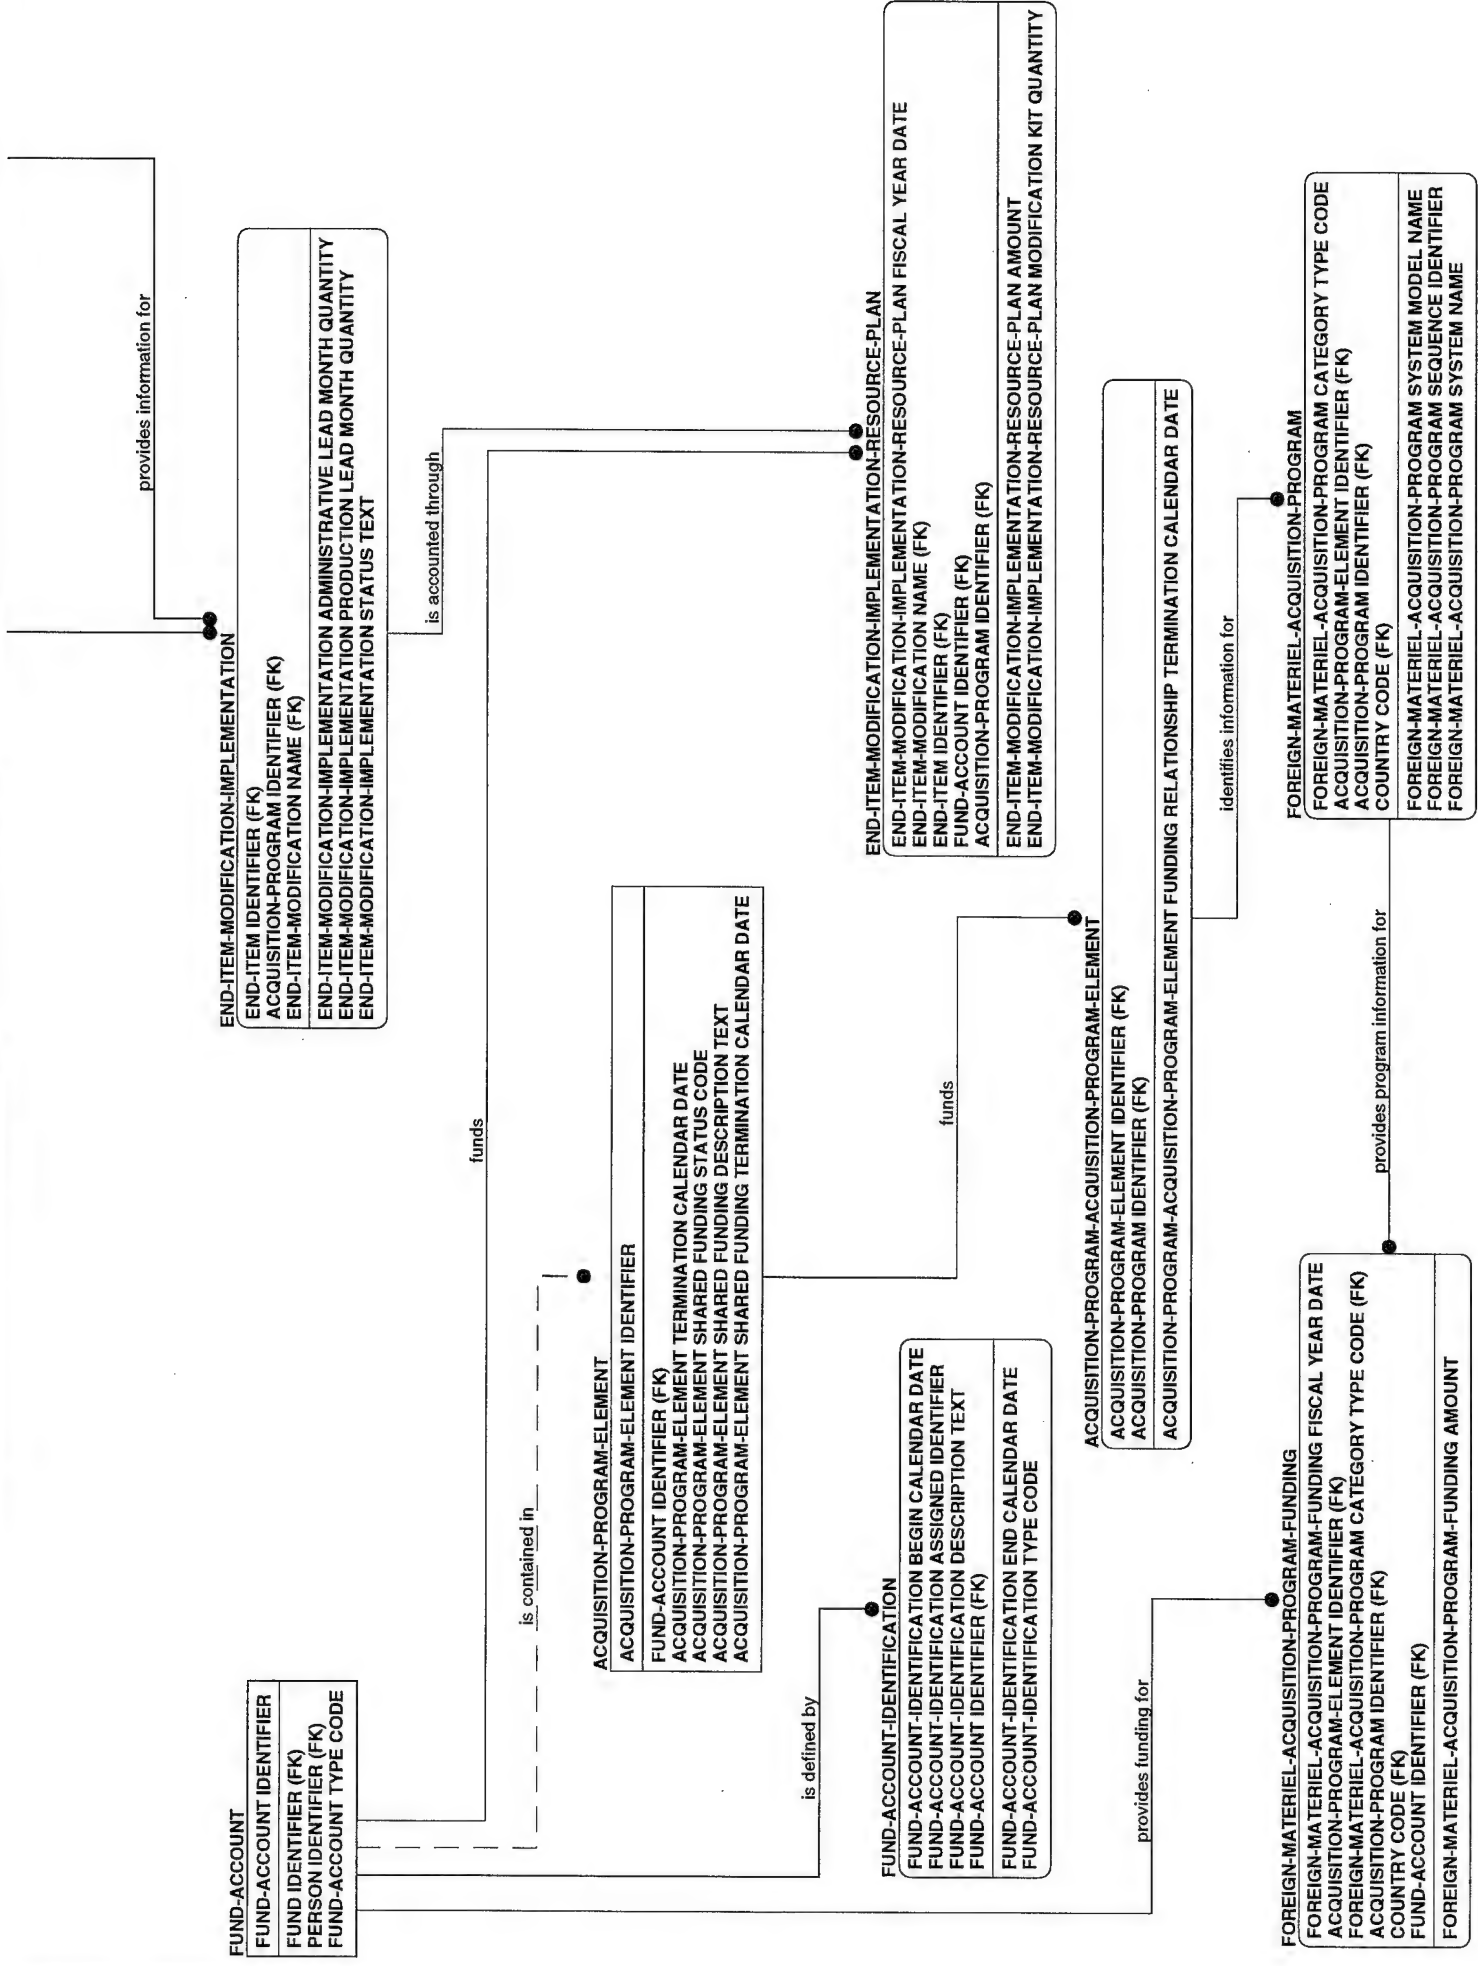 provides information for
END-ITEM-MODIFICATION-IMPLEMENTATION
END-ITEM IDENTIFIER (FK)
ACQUISITION-PROGRAM IDENTIFIER (FK)
END-ITEM-MODIFICATION NAME (FK)
END-ITEM-MODIFICATION-IMPLEMENTATION ADMINISTRATIVE LEAD MONTH QUANTITY
END-ITEM-MODIFICATION-IMPLEMENTATION PRODUCTION LEAD MONTH QUANTITY
END-ITEM-MODIFICATION-IMPLEMENTATION STATUS TEXT
is accounted through
FUND-ACCOUNT
FUND-ACCOUNT IDENTIFIER
FUND IDENTIFIER (FK)
PERSON IDENTIFIER (FK)
FUND-ACCOUNT TYPE CODE
funds
is contained in
ACQUISITION-PROGRAM-ELEMENT
ACQUISITION-PROGRAM-ELEMENT IDENTIFIER
FUND-ACCOUNT IDENTIFIER (FK)
ACQUISITION-PROGRAM-ELEMENT TERMINATION CALENDAR DATE
ACQUISITION-PROGRAM-ELEMENT SHARED FUNDING STATUS CODE
ACQUISITION-PROGRAM-ELEMENT SHARED FUNDING DESCRIPTION TEXT
ACQUISITION-PROGRAM-ELEMENT SHARED FUNDING TERMINATION CALENDAR DATE
END-ITEM-MODIFICATION-IMPLEMENTATION-RESOURCE-PLAN
END-ITEM-MODIFICATION-IMPLEMENTATION-RESOURCE-PLAN FISCAL YEAR DATE
END-ITEM-MODIFICATION NAME (FK)
END-ITEM IDENTIFIER (FK)
FUND-ACCOUNT IDENTIFIER (FK)
ACQUISITION-PROGRAM IDENTIFIER (FK)
END-ITEM-MODIFICATION-IMPLEMENTATION-RESOURCE-PLAN AMOUNT
END-ITEM-MODIFICATION-IMPLEMENTATION-RESOURCE-PLAN MODIFICATION KIT QUANTITY
is defined by
FUND-ACCOUNT-IDENTIFICATION
FUND-ACCOUNT-IDENTIFICATION BEGIN CALENDAR DATE
FUND-ACCOUNT-IDENTIFICATION ASSIGNED IDENTIFIER
FUND-ACCOUNT-IDENTIFICATION DESCRIPTION TEXT
FUND-ACCOUNT IDENTIFIER (FK)
FUND-ACCOUNT-IDENTIFICATION END CALENDAR DATE
FUND-ACCOUNT-IDENTIFICATION TYPE CODE
funds
ACQUISITION-PROGRAM-ACQUISITION-PROGRAM-ELEMENT
ACQUISITION-PROGRAM-ELEMENT IDENTIFIER (FK)
ACQUISITION-PROGRAM IDENTIFIER (FK)
ACQUISITION-PROGRAM-ACQUISITION-PROGRAM-ELEMENT FUNDING RELATIONSHIP TERMINATION CALENDAR DATE
provides funding for
identifies information for
FOREIGN-MATERIEL-ACQUISITION-PROGRAM-FUNDING
FOREIGN-MATERIEL-ACQUISITION-PROGRAM-FUNDING FISCAL YEAR DATE
ACQUISITION-PROGRAM-ELEMENT IDENTIFIER (FK)
FOREIGN-MATERIEL-ACQUISITION-PROGRAM CATEGORY TYPE CODE (FK)
ACQUISITION-PROGRAM IDENTIFIER (FK)
COUNTRY CODE (FK)
FUND-ACCOUNT IDENTIFIER (FK)
FOREIGN-MATERIEL-ACQUISITION-PROGRAM-FUNDING AMOUNT
provides program information for
FOREIGN-MATERIEL-ACQUISITION-PROGRAM
FOREIGN-MATERIEL-ACQUISITION-PROGRAM CATEGORY TYPE CODE
ACQUISITION-PROGRAM-ELEMENT IDENTIFIER (FK)
ACQUISITION-PROGRAM IDENTIFIER (FK)
COUNTRY CODE (FK)
FOREIGN-MATERIEL-ACQUISITION-PROGRAM SYSTEM MODEL NAME
FOREIGN-MATERIEL-ACQUISITION-PROGRAM SEQUENCE IDENTIFIER
FOREIGN-MATERIEL-ACQUISITION-PROGRAM SYSTEM NAME